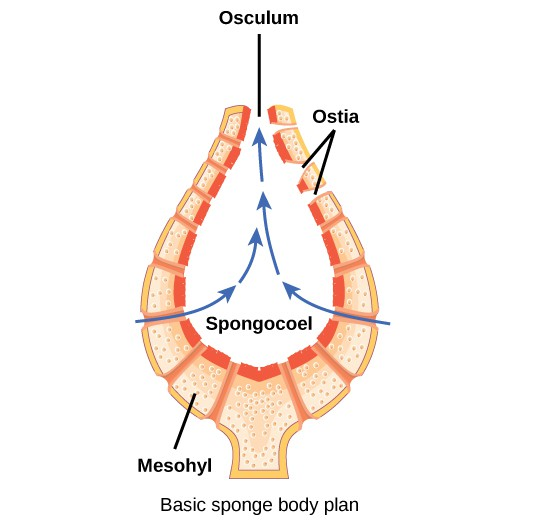 Osculum
Ostia
Spongocoel
Mesohyl
Basic sponge body plan